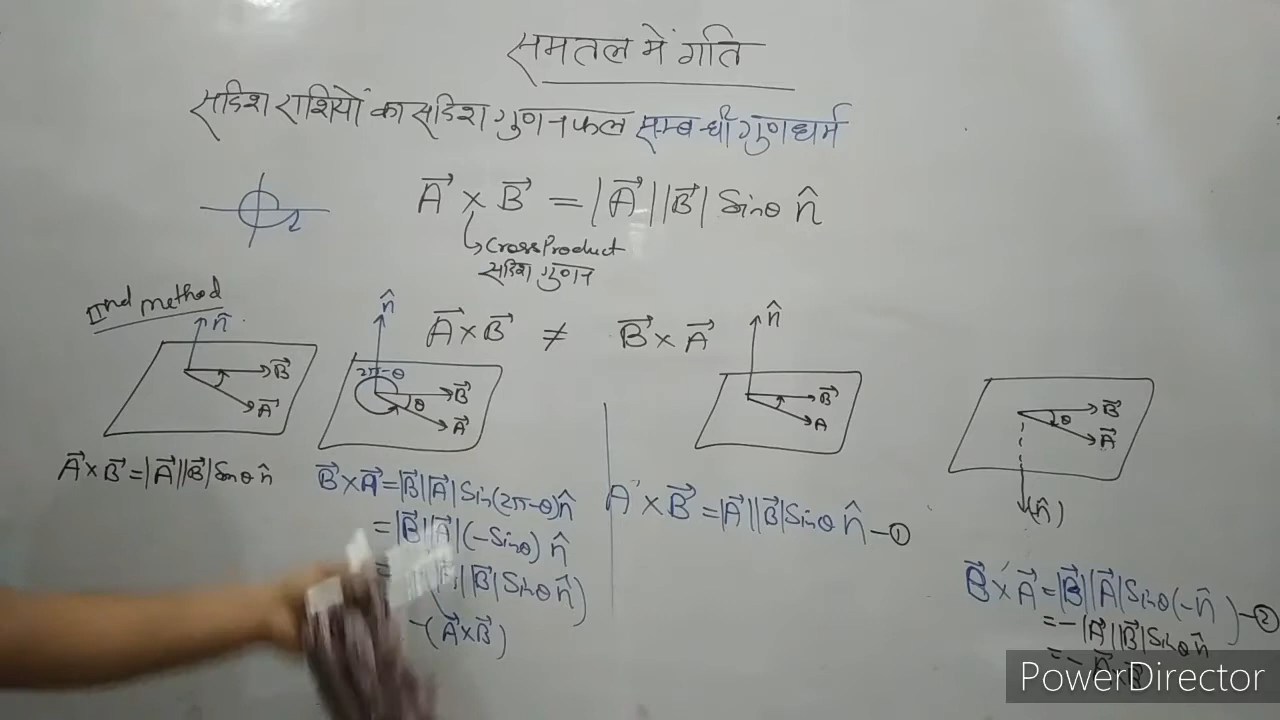 समतल में गति
सदिश राशियों का सदिश गुणनफल सम्बन्धी गुणधर्म
A⃗ × B⃗ = |A⃗||B⃗| Sinθ n̂
Cross Product
सदिश गुणन
IInd method
A⃗ × B⃗ ≠ B⃗ × A⃗
n̂
B⃗
A⃗
n̂
2π-θ
B⃗
θ
A⃗
n̂
B⃗
A
B⃗
θ
A⃗
(-n̂)
A⃗ × B⃗ = |A⃗||B⃗| Sinθ n̂
B⃗ × A⃗ = |B⃗||A⃗| Sin(2π-θ) n̂
= |B⃗||A⃗| (-Sinθ) n̂
|B⃗| Sinθ n̂)
-(A⃗ × B⃗)
A⃗ × B⃗ = |A⃗||B⃗| Sinθ n̂ -①
B⃗ × A⃗ = |B⃗||A⃗| Sinθ (-n̂) -②
= -|A⃗||B⃗| Sinθ n̂
= -
PowerDirector